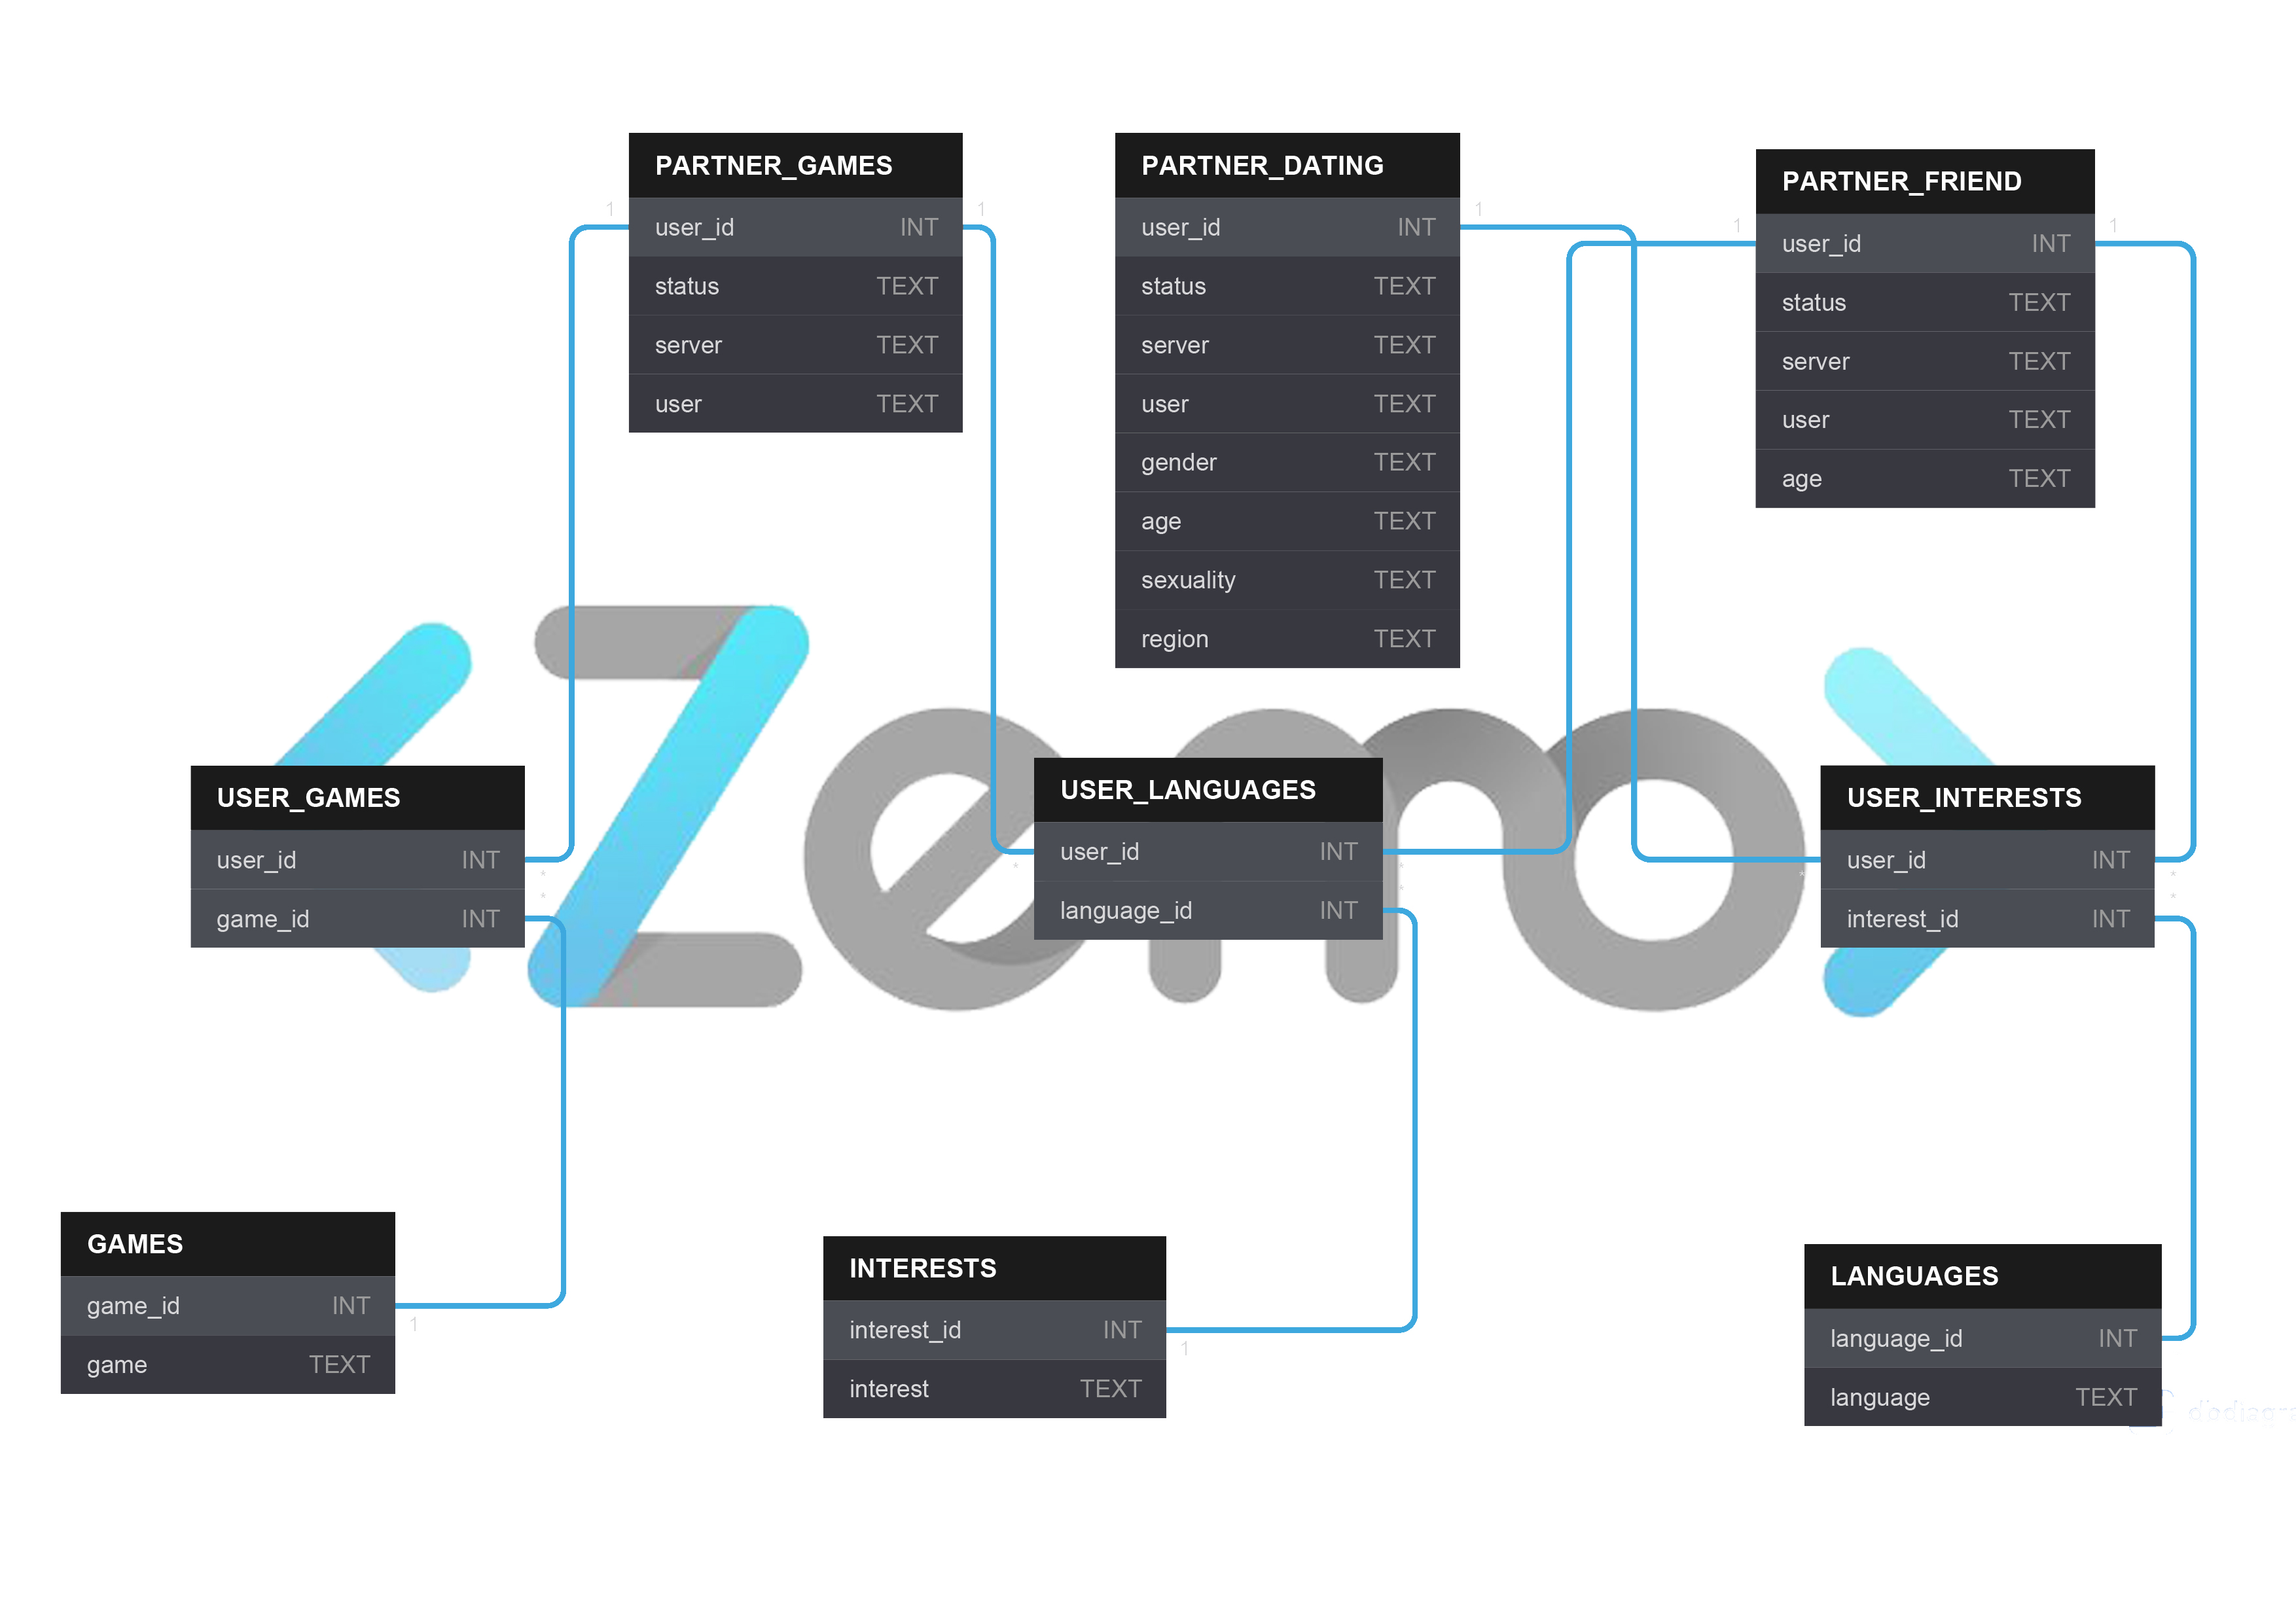 PARTNER_GAMES
user_id INT
status TEXT
server TEXT
user TEXT
PARTNER_DATING
user_id INT
status TEXT
server TEXT
user TEXT
gender TEXT
age TEXT
sexuality TEXT
region TEXT
PARTNER_FRIEND
user_id INT
status TEXT
server TEXT
user TEXT
age TEXT
1
1
1
1
1
Zemo
USER_GAMES
user_id INT
game_id INT
*
*
USER_LANGUAGES
user_id INT
language_id INT
*
*
*
USER_INTERESTS
user_id INT
interest_id INT
*
*
*
GAMES
game_id INT
game TEXT
1
INTERESTS
interest_id INT
interest TEXT
1
LANGUAGES
language_id INT
language TEXT